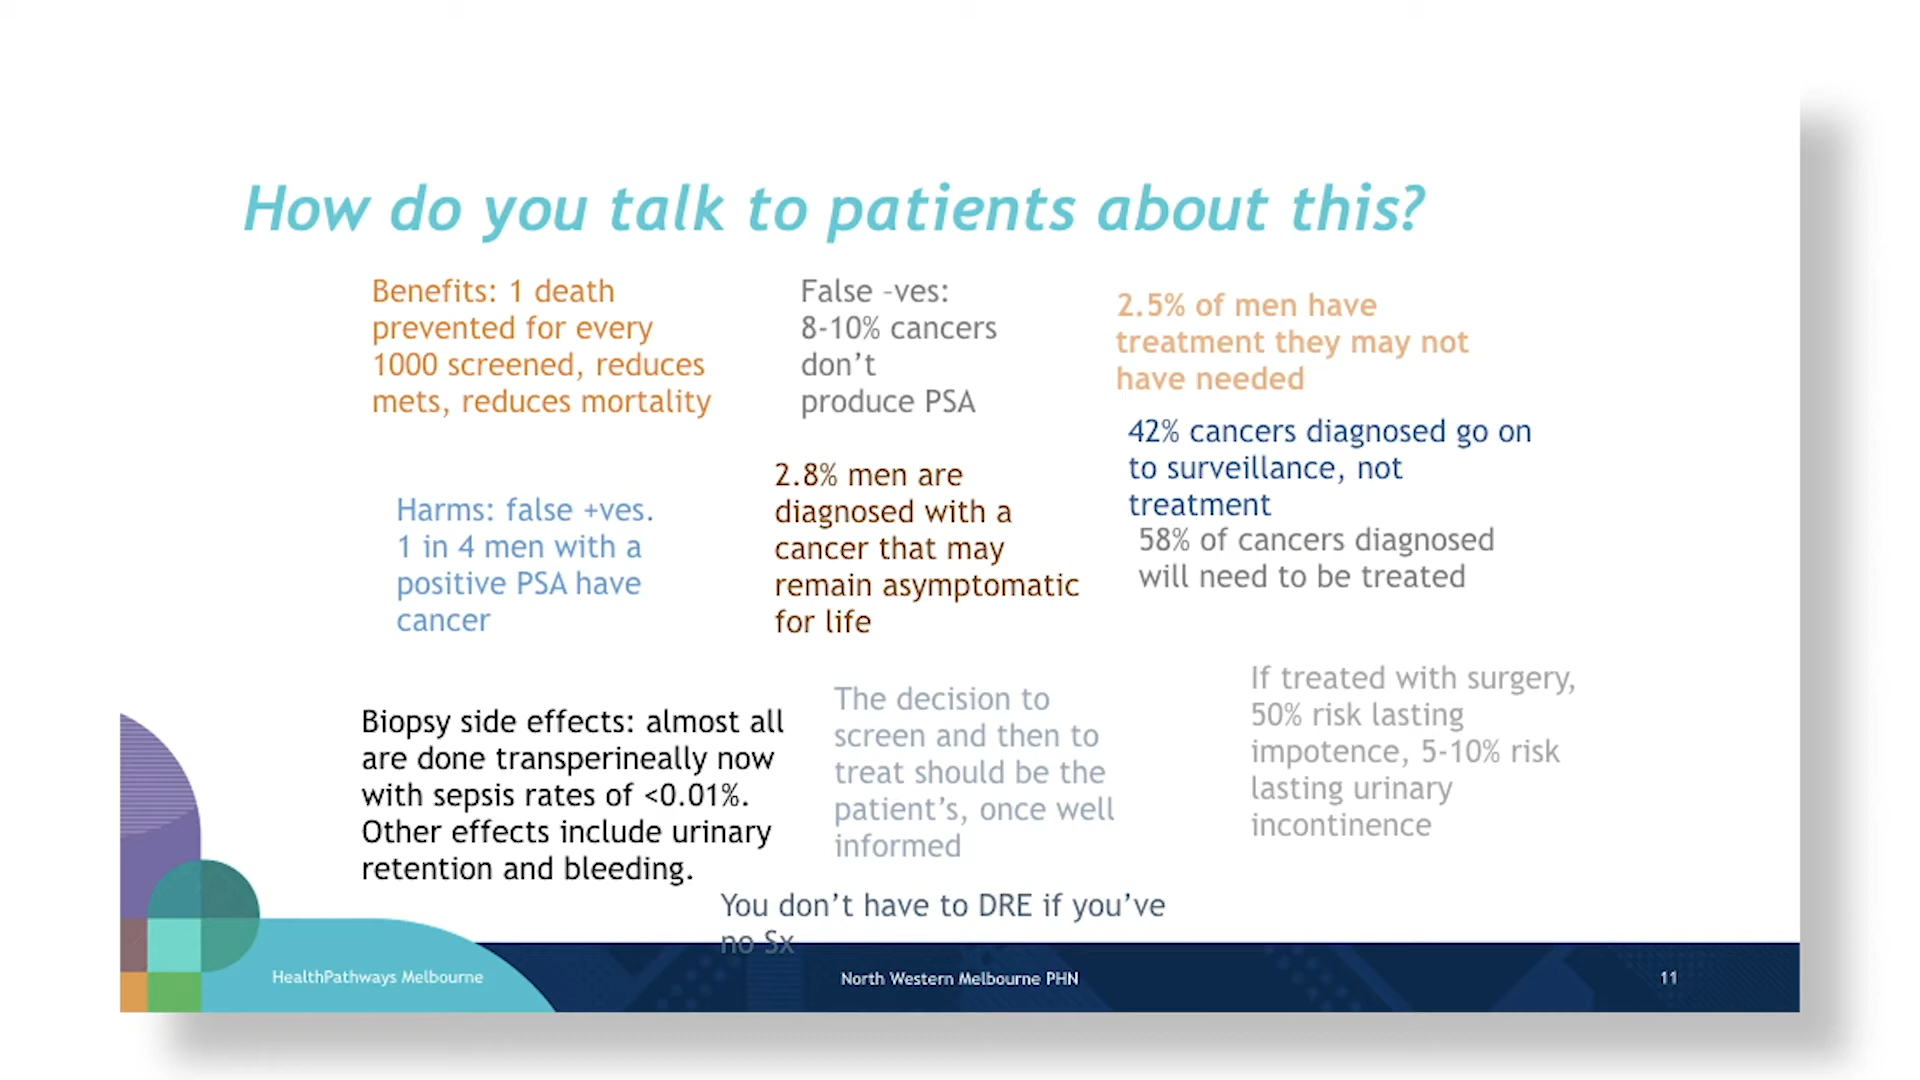 How do you talk to patients about this?
Benefits: 1 death
prevented for every
1000 screened, reduces
mets, reduces mortality
False –ves:
8-10% cancers
don’t
produce PSA
2.5% of men have
treatment they may not
have needed
42% cancers diagnosed go on
to surveillance, not
treatment
58% of cancers diagnosed
will need to be treated
Harms: false +ves.
1 in 4 men with a
positive PSA have
cancer
2.8% men are
diagnosed with a
cancer that may
remain asymptomatic
for life
Biopsy side effects: almost all
are done transperineally now
with sepsis rates of <0.01%.
Other effects include urinary
retention and bleeding.
The decision to
screen and then to
treat should be the
patient’s, once well
informed
If treated with surgery,
50% risk lasting
impotence, 5-10% risk
lasting urinary
incontinence
You don’t have to DRE if you’ve
no Sx
HealthPathways Melbourne
North Western Melbourne PHN
11